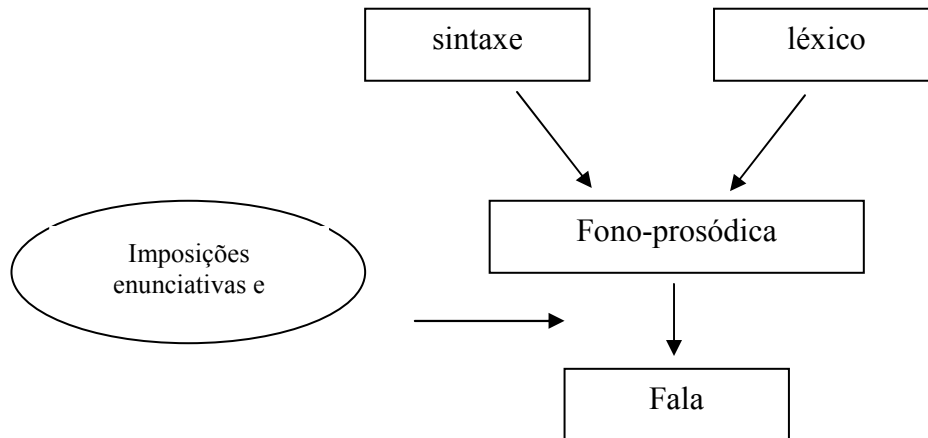 sintaxe
léxico
Fono-prosódica
Imposições
enunciativas e
Fala